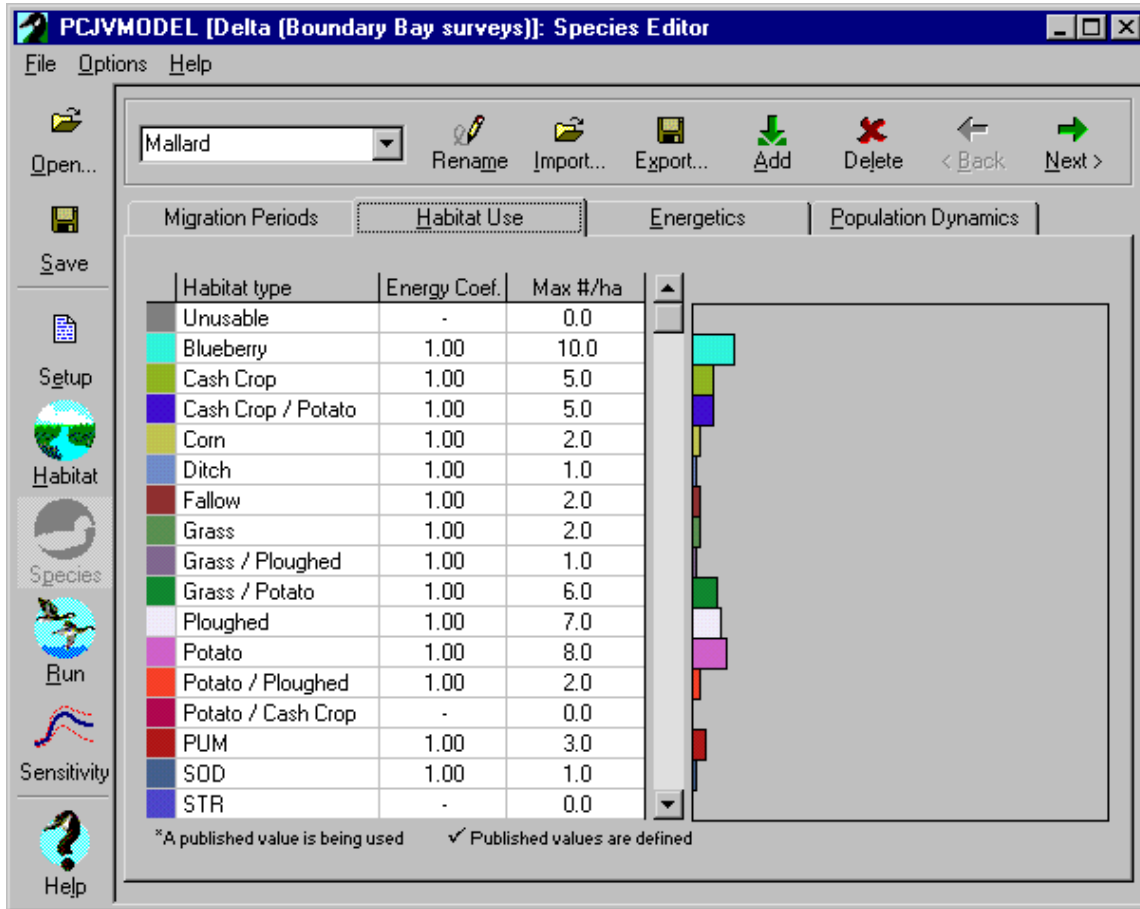 PCJVMODEL [Delta (Boundary Bay surveys)]: Species Editor
File Options Help
Open...
Save
Setup
Habitat
Species
Run
Sensitivity
Help
Mallard
Rename Import... Export... Add Delete < Back Next >
Migration Periods Habitat Use Energetics Population Dynamics
Habitat type Energy Coef. Max #/ha
Unusable - 0.0
Blueberry 1.00 10.0
Cash Crop 1.00 5.0
Cash Crop / Potato 1.00 5.0
Corn 1.00 2.0
Ditch 1.00 1.0
Fallow 1.00 2.0
Grass 1.00 2.0
Grass / Ploughed 1.00 1.0
Grass / Potato 1.00 6.0
Ploughed 1.00 7.0
Potato 1.00 8.0
Potato / Ploughed 1.00 2.0
Potato / Cash Crop - 0.0
PUM 1.00 3.0
SOD 1.00 1.0
STR - 0.0
*A published value is being used ✓ Published values are defined